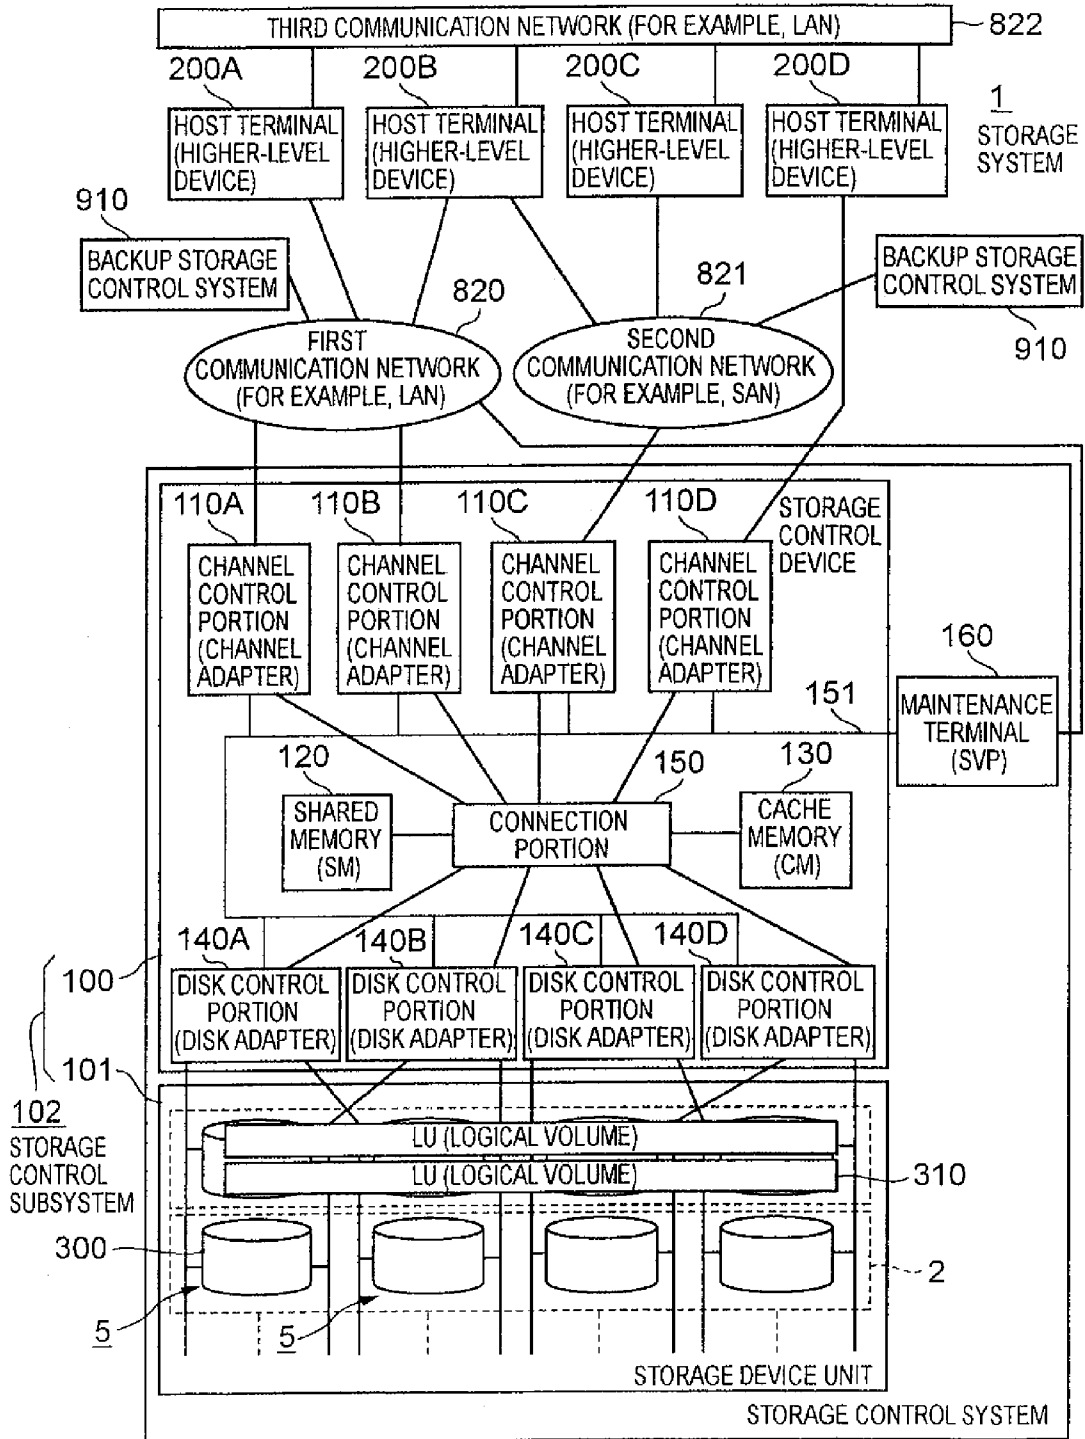 THIRD COMMUNICATION NETWORK (FOR EXAMPLE, LAN)
822
200A
200B
200C
200D
HOST TERMINAL
(HIGHER-LEVEL
DEVICE)
HOST TERMINAL
(HIGHER-LEVEL
DEVICE)
HOST TERMINAL
(HIGHER-LEVEL
DEVICE)
HOST TERMINAL
(HIGHER-LEVEL
DEVICE)
1
STORAGE
SYSTEM
910
BACKUP STORAGE
CONTROL SYSTEM
820
821
BACKUP STORAGE
CONTROL SYSTEM
910
FIRST
COMMUNICATION NETWORK
(FOR EXAMPLE, LAN)
SECOND
COMMUNICATION NETWORK
(FOR EXAMPLE, SAN)
110A
110B
110C
110D
STORAGE
CONTROL
DEVICE
CHANNEL
CONTROL
PORTION
(CHANNEL
ADAPTER)
CHANNEL
CONTROL
PORTION
(CHANNEL
ADAPTER)
CHANNEL
CONTROL
PORTION
(CHANNEL
ADAPTER)
CHANNEL
CONTROL
PORTION
(CHANNEL
ADAPTER)
160
MAINTENANCE
TERMINAL
(SVP)
151
120
SHARED
MEMORY
(SM)
150
CONNECTION
PORTION
130
CACHE
MEMORY
(CM)
140A
140B
140C
140D
100
DISK CONTROL
PORTION
(DISK ADAPTER)
DISK CONTROL
PORTION
(DISK ADAPTER)
DISK CONTROL
PORTION
(DISK ADAPTER)
DISK CONTROL
PORTION
(DISK ADAPTER)
101
102
STORAGE
CONTROL
SUBSYSTEM
LU (LOGICAL VOLUME)
LU (LOGICAL VOLUME)
310
300
2
5
5
STORAGE DEVICE UNIT
STORAGE CONTROL SYSTEM